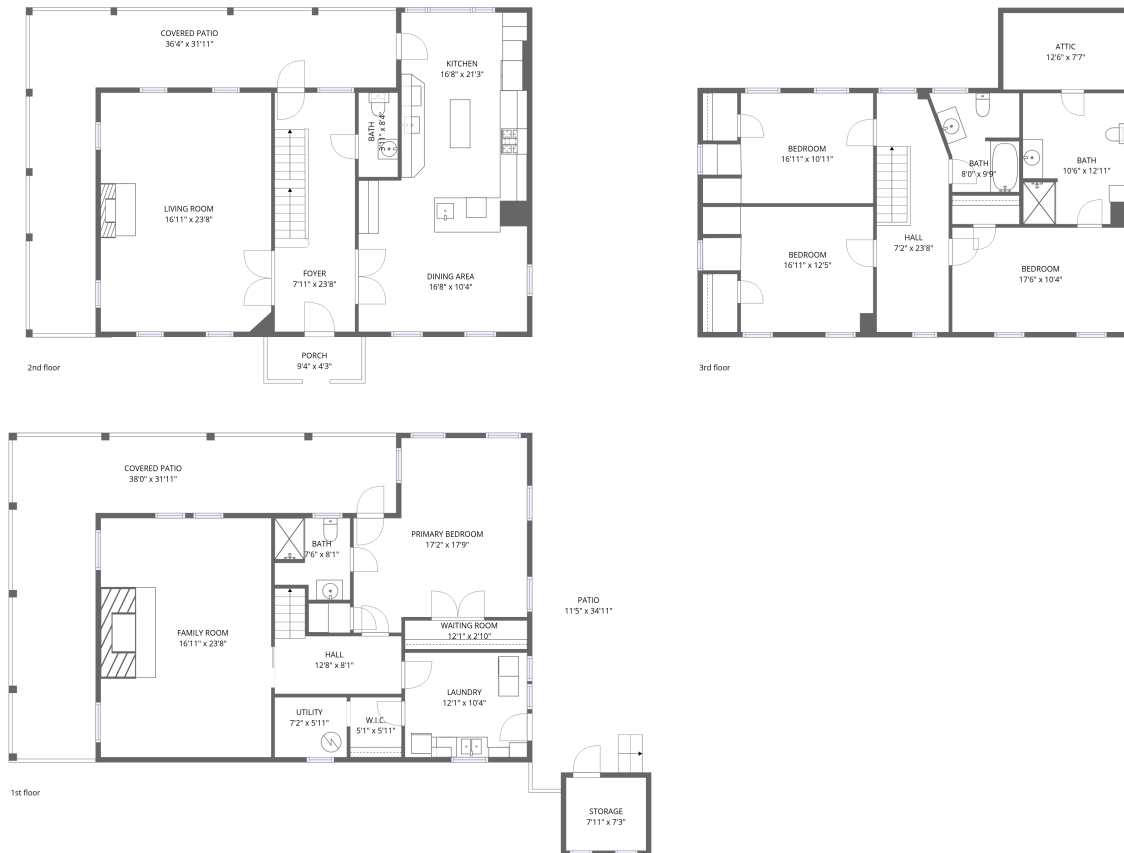 COVERED PATIO
36'4" x 31'11"
KITCHEN
16'8" x 21'3"
BATH
3'11" x 8'4"
LIVING ROOM
16'11" x 23'8"
FOYER
7'11" x 23'8"
DINING AREA
16'8" x 10'4"
PORCH
9'4" x 4'3"
2nd floor
ATTIC
12'6" x 7'7"
BEDROOM
16'11" x 10'11"
BATH
8'0" x 9'9"
BATH
10'6" x 12'11"
HALL
7'2" x 23'8"
BEDROOM
16'11" x 12'5"
BEDROOM
17'6" x 10'4"
3rd floor
COVERED PATIO
38'0" x 31'11"
BATH
7'6" x 8'1"
PRIMARY BEDROOM
17'2" x 17'9"
PATIO
11'5" x 34'11"
FAMILY ROOM
16'11" x 23'8"
WAITING ROOM
12'1" x 2'10"
HALL
12'8" x 8'1"
LAUNDRY
12'1" x 10'4"
UTILITY
7'2" x 5'11"
W.I.C.
5'1" x 5'11"
1st floor
STORAGE
7'11" x 7'3"